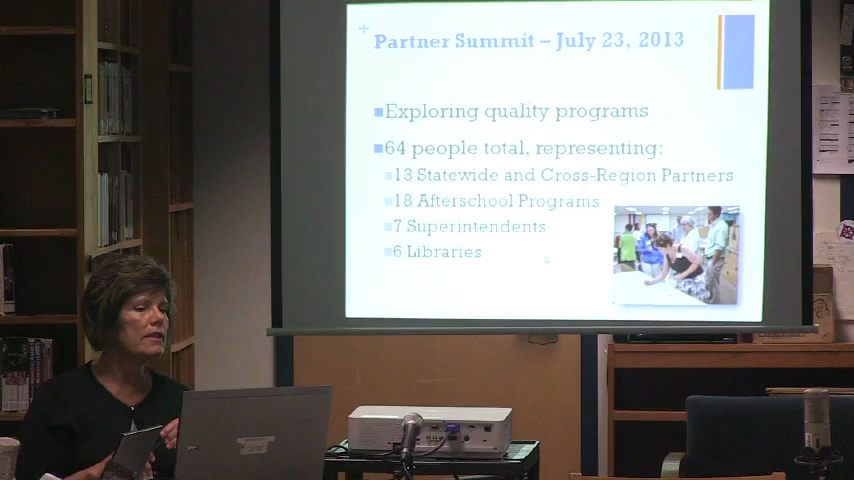 +
Partner Summit – July 23, 2013
Exploring quality programs
64 people total, representing:
13 Statewide and Cross-Region Partners
18 Afterschool Programs
7 Superintendents
6 Libraries